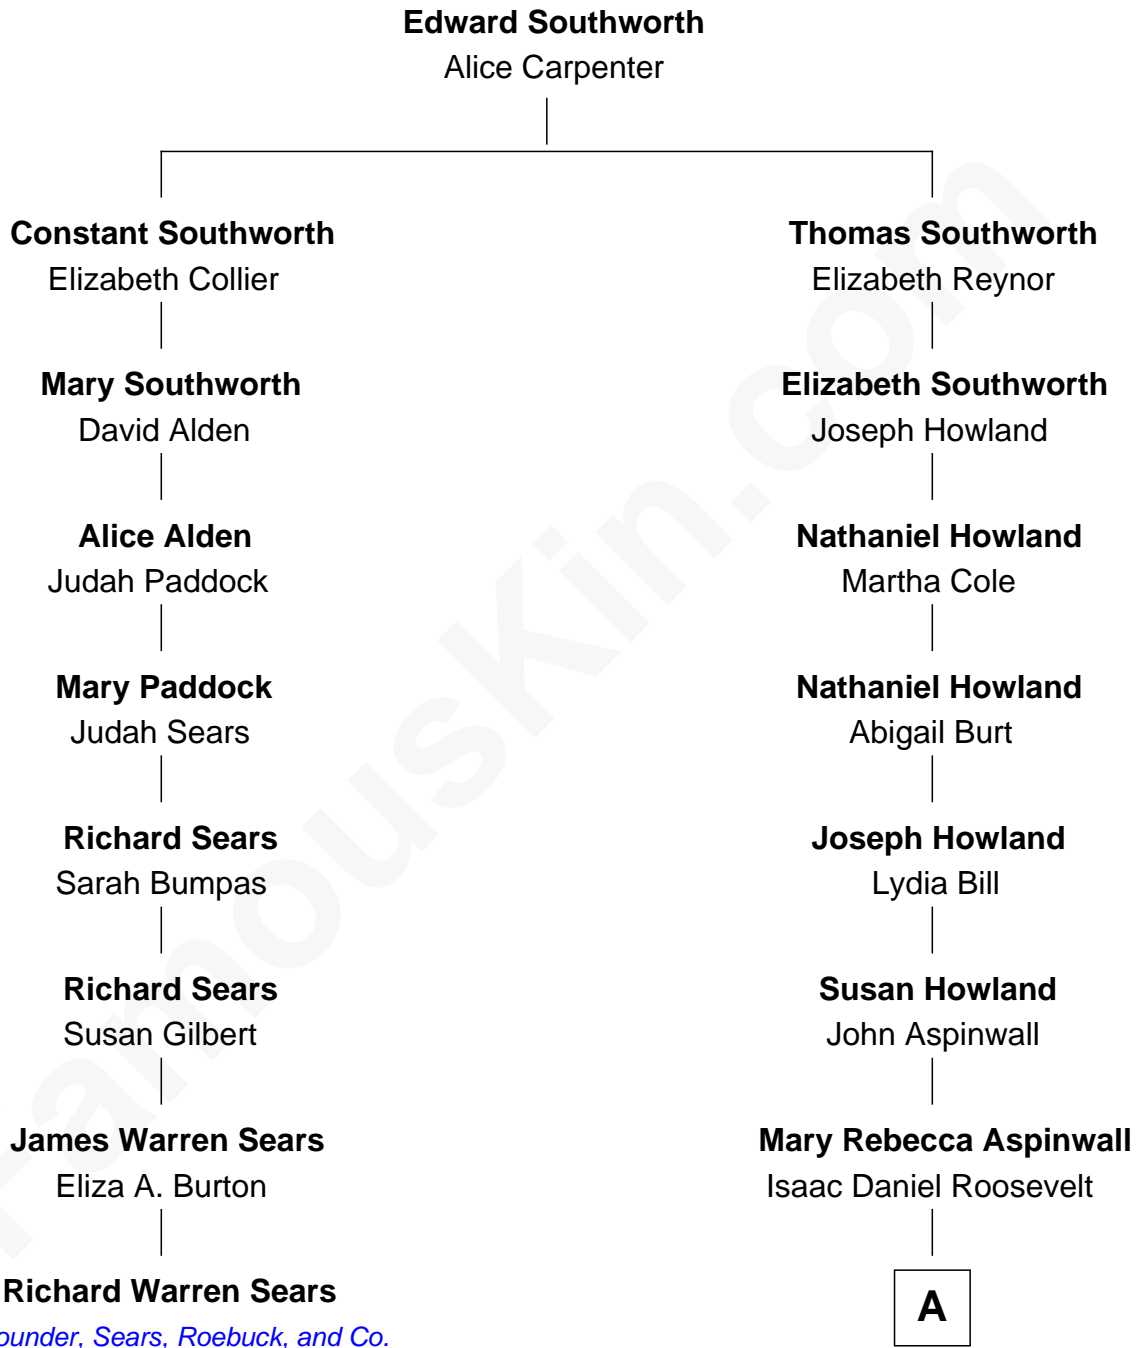 Edward Southworth
Alice Carpenter
Constant Southworth
Elizabeth Collier
Thomas Southworth
Elizabeth Reynor
Mary Southworth
David Alden
Elizabeth Southworth
Joseph Howland
Alice Alden
Judah Paddock
Nathaniel Howland
Martha Cole
Mary Paddock
Judah Sears
Nathaniel Howland
Abigail Burt
Richard Sears
Sarah Bumpas
Joseph Howland
Lydia Bill
Richard Sears
Susan Gilbert
Susan Howland
John Aspinwall
James Warren Sears
Eliza A. Burton
Mary Rebecca Aspinwall
Isaac Daniel Roosevelt
Richard Warren Sears
ounder, Sears, Roebuck, and Co.
A
FamousKin.com